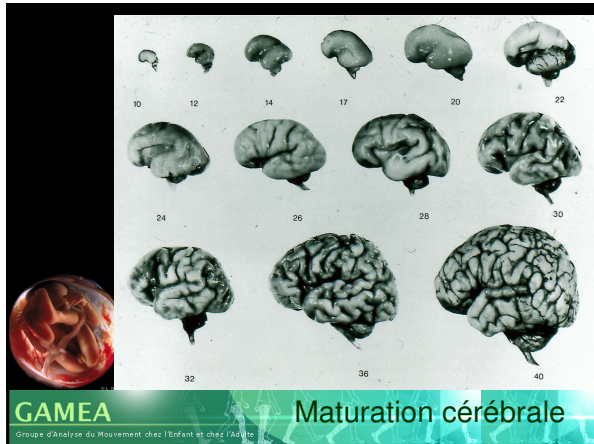 10 12 14 17 20 22
24 26 28 30
32 36 40
GAMEA
Groupe d'Analyse du Mouvement chez l'Enfant et chez l'Adulte
Maturation cérébrale